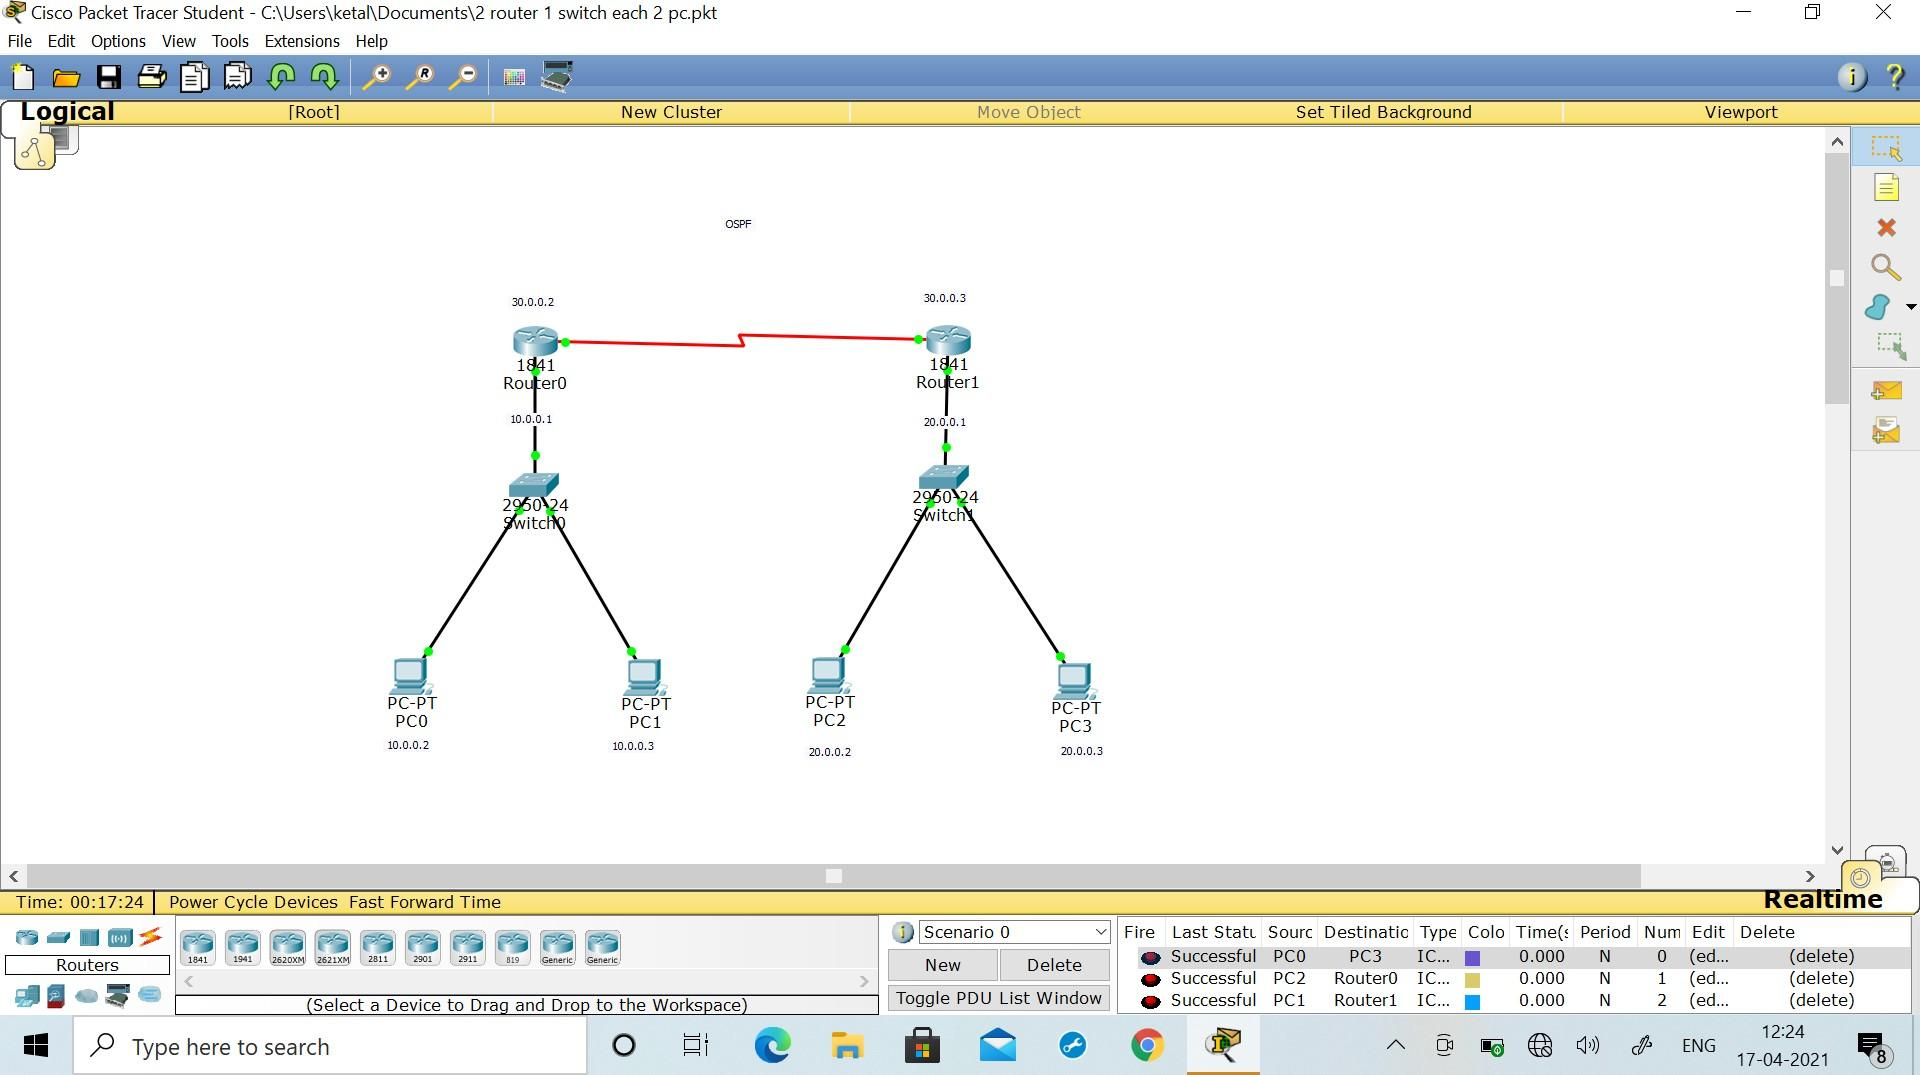 Cisco Packet Tracer Student - C:\Users\ketal\Documents\2 router 1 switch each 2 pc.pkt
File Edit Options View Tools Extensions Help
Logical [Root] New Cluster Move Object Set Tiled Background Viewport
OSPF
30.0.0.2 30.0.0.3
1841 1841
Router0 Router1
10.0.0.1 20.0.0.1
2950-24 2950-24
Switch0 Switch1
PC-PT PC-PT PC-PT PC-PT
PC0 PC1 PC2 PC3
10.0.0.2 10.0.0.3 20.0.0.2 20.0.0.3
Time: 00:17:24 Power Cycle Devices Fast Forward Time Realtime
Routers
1841 1941 2620XM 2621XM 2811 2901 2911 819 Generic Generic
(Select a Device to Drag and Drop to the Workspace)
Scenario 0
New Delete
Toggle PDU List Window
Fire Last Statu Sourc Destinatic Type Colo Time(s Period Num Edit Delete
Successful PC0 PC3 IC... 0.000 N 0 (ed... (delete)
Successful PC2 Router0 IC... 0.000 N 1 (ed... (delete)
Successful PC1 Router1 IC... 0.000 N 2 (ed... (delete)
Type here to search
ENG
12:24
17-04-2021
8